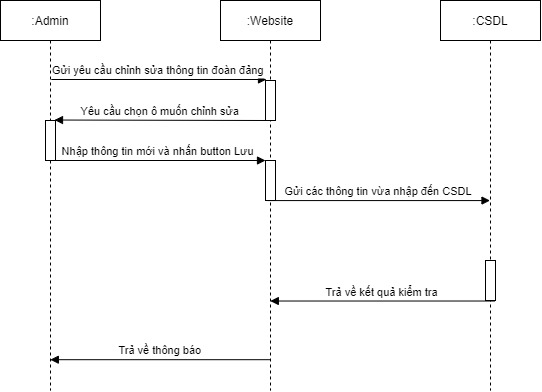 :Admin
:Website
:CSDL
Gửi yêu cầu chỉnh sửa thông tin đoàn đảng
Yêu cầu chọn ô muốn chỉnh sửa
Nhập thông tin mới và nhấn button Lưu
Gửi các thông tin vừa nhập đến CSDL
Trả về kết quả kiểm tra
Trả về thông báo